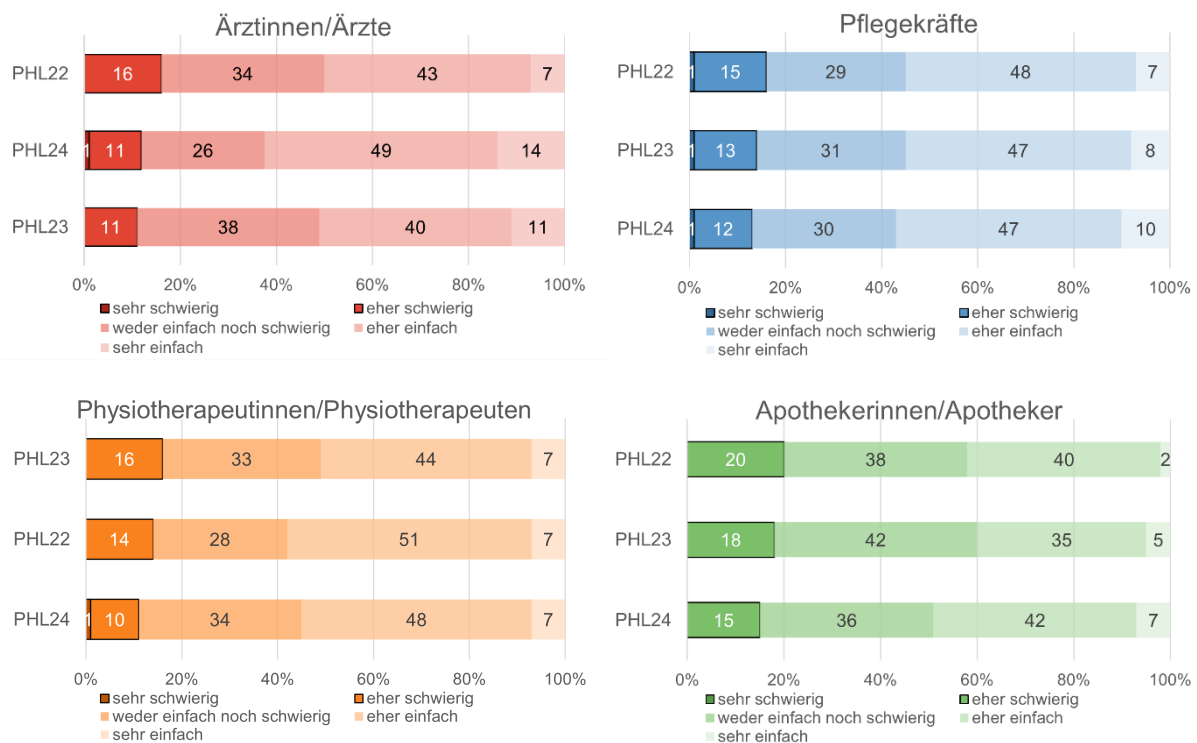 Ärztinnen/Ärzte
PHL22 16 34 43 7
PHL24 1 11 26 49 14
PHL23 11 38 40 11
0% 20% 40% 60% 80% 100%
sehr schwierig eher schwierig
weder einfach noch schwierig eher einfach
sehr einfach
Pflegekräfte
PHL22 1 15 29 48 7
PHL23 1 13 31 47 8
PHL24 1 12 30 47 10
0% 20% 40% 60% 80% 100%
sehr schwierig eher schwierig
weder einfach noch schwierig eher einfach
sehr einfach
Physiotherapeutinnen/Physiotherapeuten
PHL23 16 33 44 7
PHL22 14 28 51 7
PHL24 1 10 34 48 7
0% 20% 40% 60% 80% 100%
sehr schwierig eher schwierig
weder einfach noch schwierig eher einfach
sehr einfach
Apothekerinnen/Apotheker
PHL22 20 38 40 2
PHL23 18 42 35 5
PHL24 15 36 42 7
0% 20% 40% 60% 80% 100%
sehr schwierig eher schwierig
weder einfach noch schwierig eher einfach
sehr einfach